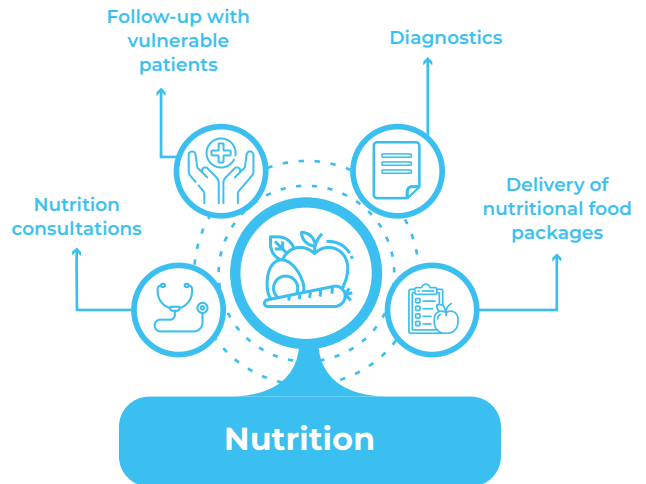 Follow-up with
vulnerable
patients
Diagnostics
Nutrition
consultations
Delivery of
nutritional food
packages
Nutrition